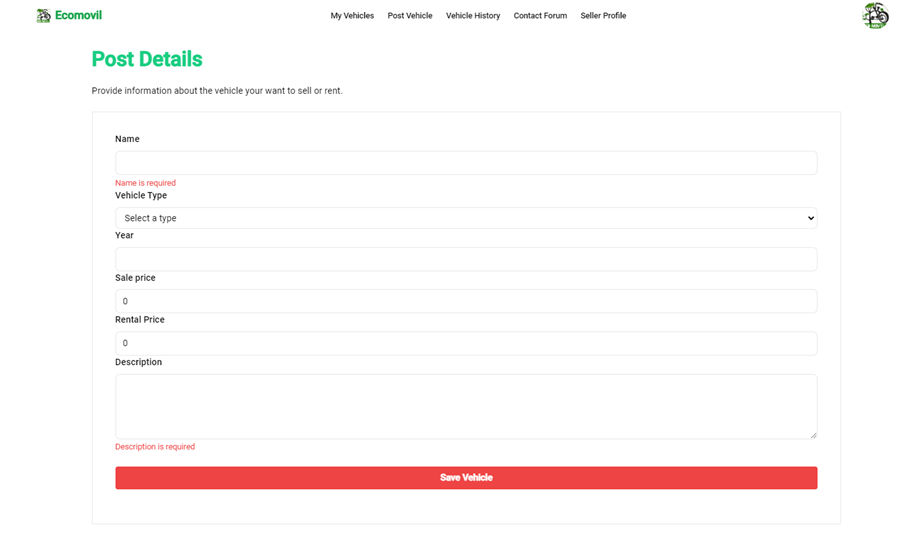 Ecomovil
My Vehicles Post Vehicle Vehicle History Contact Forum Seller Profile
Post Details
Provide information about the vehicle your want to sell or rent.
Name
Name is required
Vehicle Type
Select a type
Year
Sale price
0
Rental Price
0
Description
Description is required
Save Vehicle